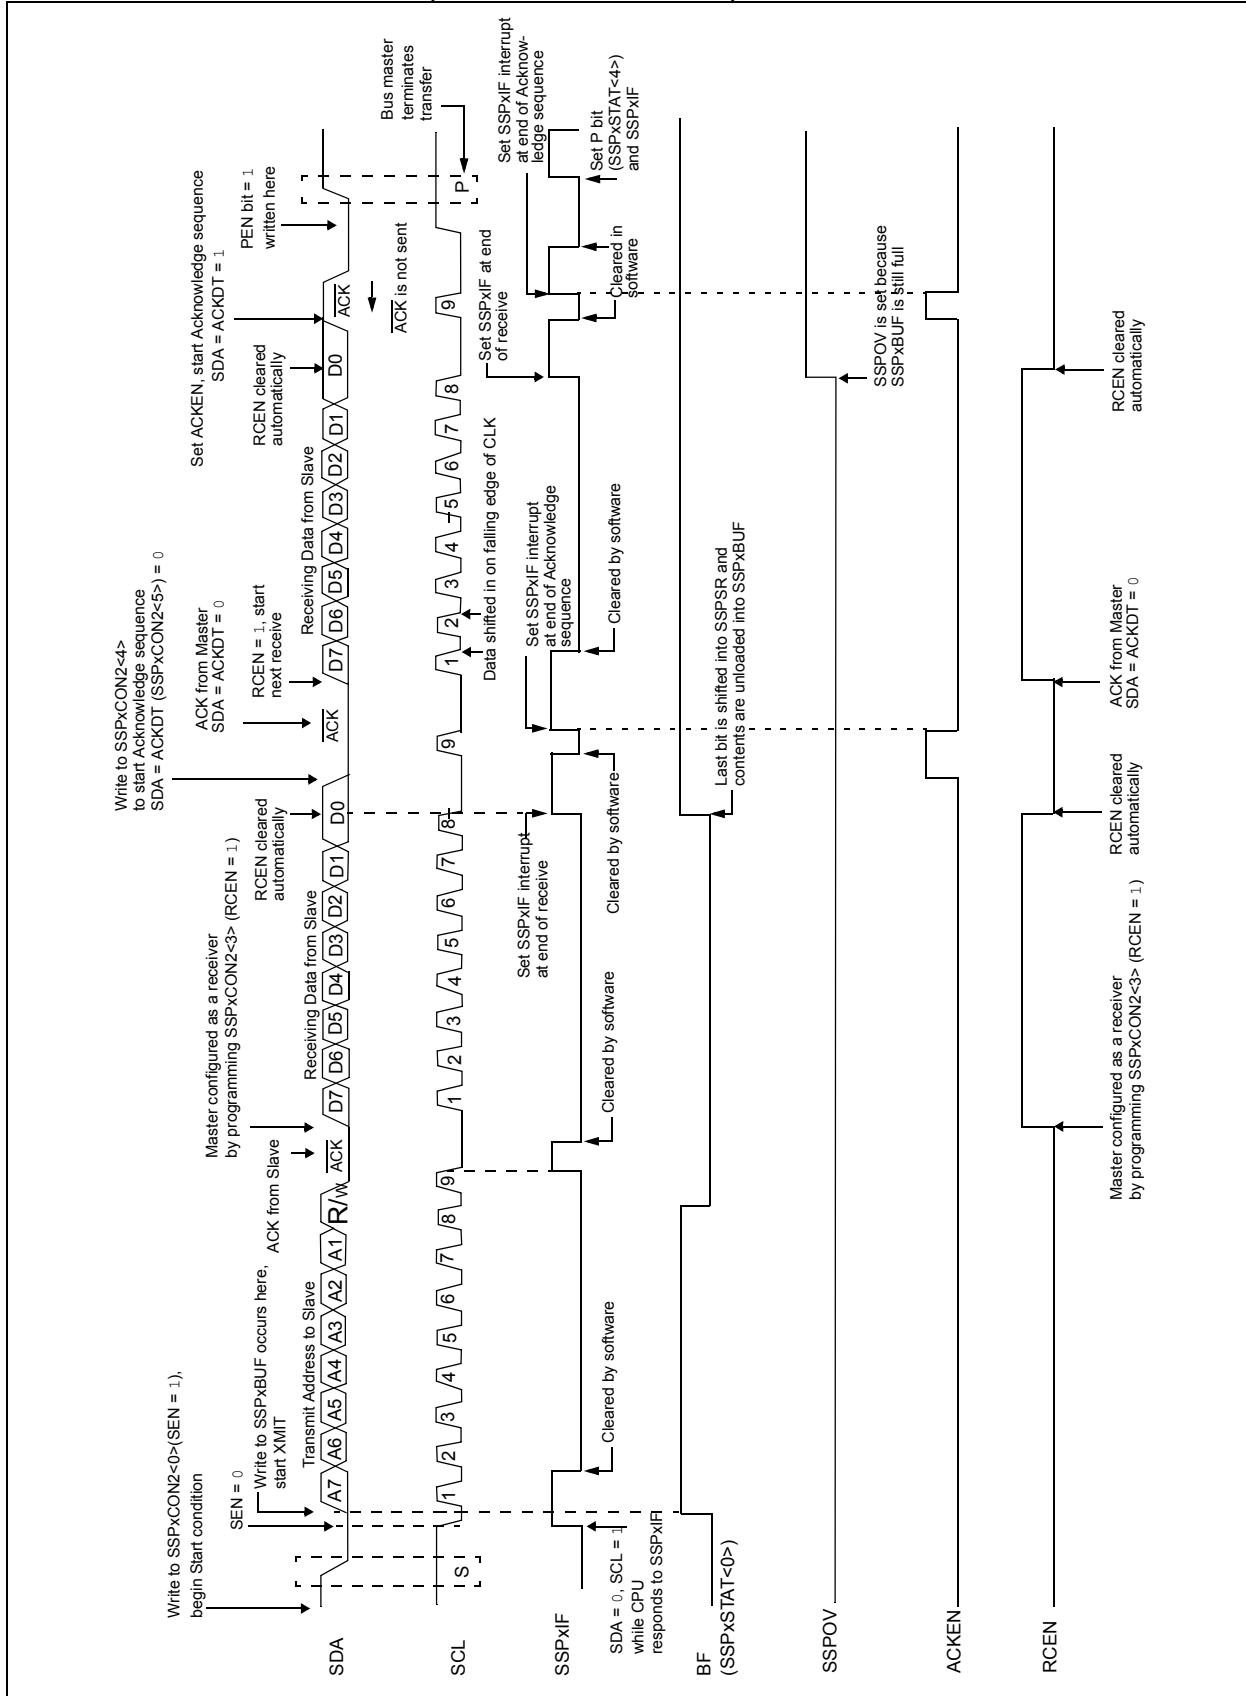 Write to SSPxCON2<0>(SEN = 1),
begin Start condition
SEN = 0
Write to SSPxBUF occurs here,
start XMIT
ACK from Slave
Master configured as a receiver
by programming SSPxCON2<3> (RCEN = 1)
RCEN cleared
automatically
Write to SSPxCON2<4>
to start Acknowledge sequence
SDA = ACKDT (SSPxCON2<5>) = 0
ACK from Master
SDA = ACKDT = 0
RCEN = 1, start
next receive
RCEN cleared
automatically
Set ACKEN, start Acknowledge sequence
SDA = ACKDT = 1
PEN bit = 1
written here
Bus master
terminates
transfer
Transmit Address to Slave
Receiving Data from Slave
Receiving Data from Slave
SDA
A7 A6 A5 A4 A3 A2 A1 R/W ACK D7 D6 D5 D4 D3 D2 D1 D0 ACK D7 D6 D5 D4 D3 D2 D1 D0 ACK
ACK is not sent
SCL
S 1 2 3 4 5 6 7 8 9 1 2 3 4 5 6 7 8 9 1 2 3 4 5 6 7 8 9 P
Data shifted in on falling edge of CLK
Set SSPxIF interrupt
at end of receive
Set SSPxIF interrupt
at end of Acknowledge
sequence
Set SSPxIF at end
of receive
Set SSPxIF interrupt
at end of Acknow-
ledge sequence
SSPxIF
SDA = 0, SCL = 1
while CPU
responds to SSPxIF
Cleared by software
Cleared by software
Cleared by software
Cleared by software
Cleared in
software
Set P bit
(SSPxSTAT<4>)
and SSPxIF
BF
(SSPxSTAT<0>)
Last bit is shifted into SSPSR and
contents are unloaded into SSPxBUF
SSPOV
SSPOV is set because
SSPxBUF is still full
ACKEN
RCEN
Master configured as a receiver
by programming SSPxCON2<3> (RCEN = 1)
RCEN cleared
automatically
ACK from Master
SDA = ACKDT = 0
RCEN cleared
automatically